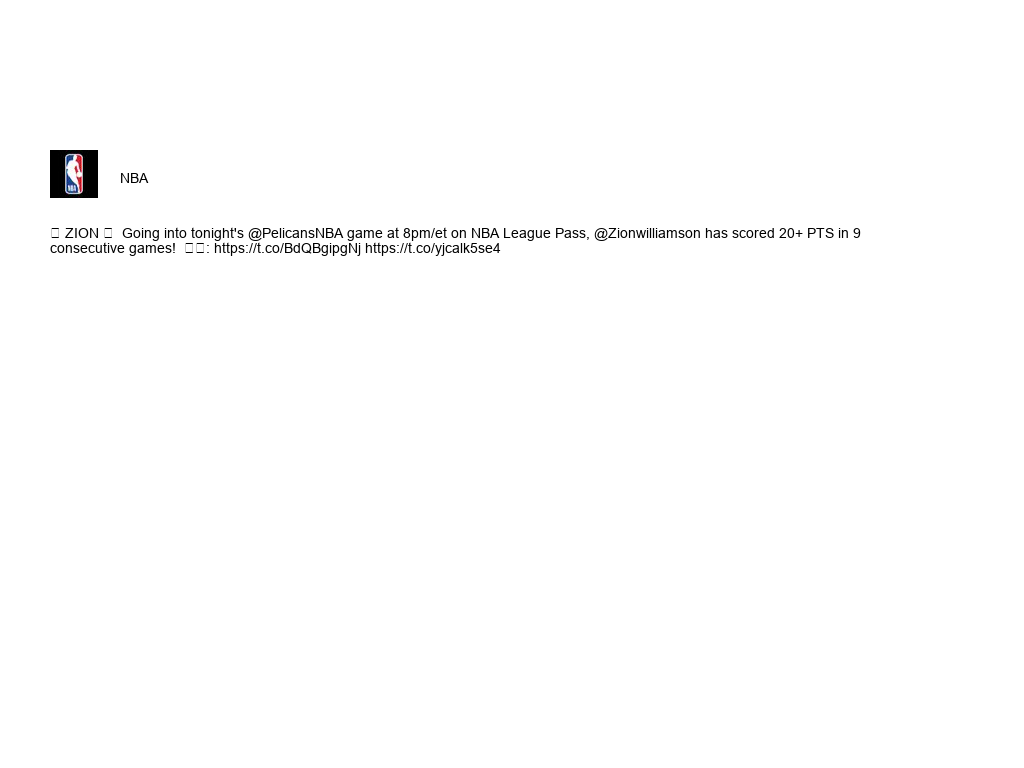 NBA
ZION  Going into tonight's @PelicansNBA game at 8pm/et on NBA League Pass, @Zionwilliamson has scored 20+ PTS in 9
consecutive games!  : https://t.co/BdQBgipgNj https://t.co/yjcalk5se4